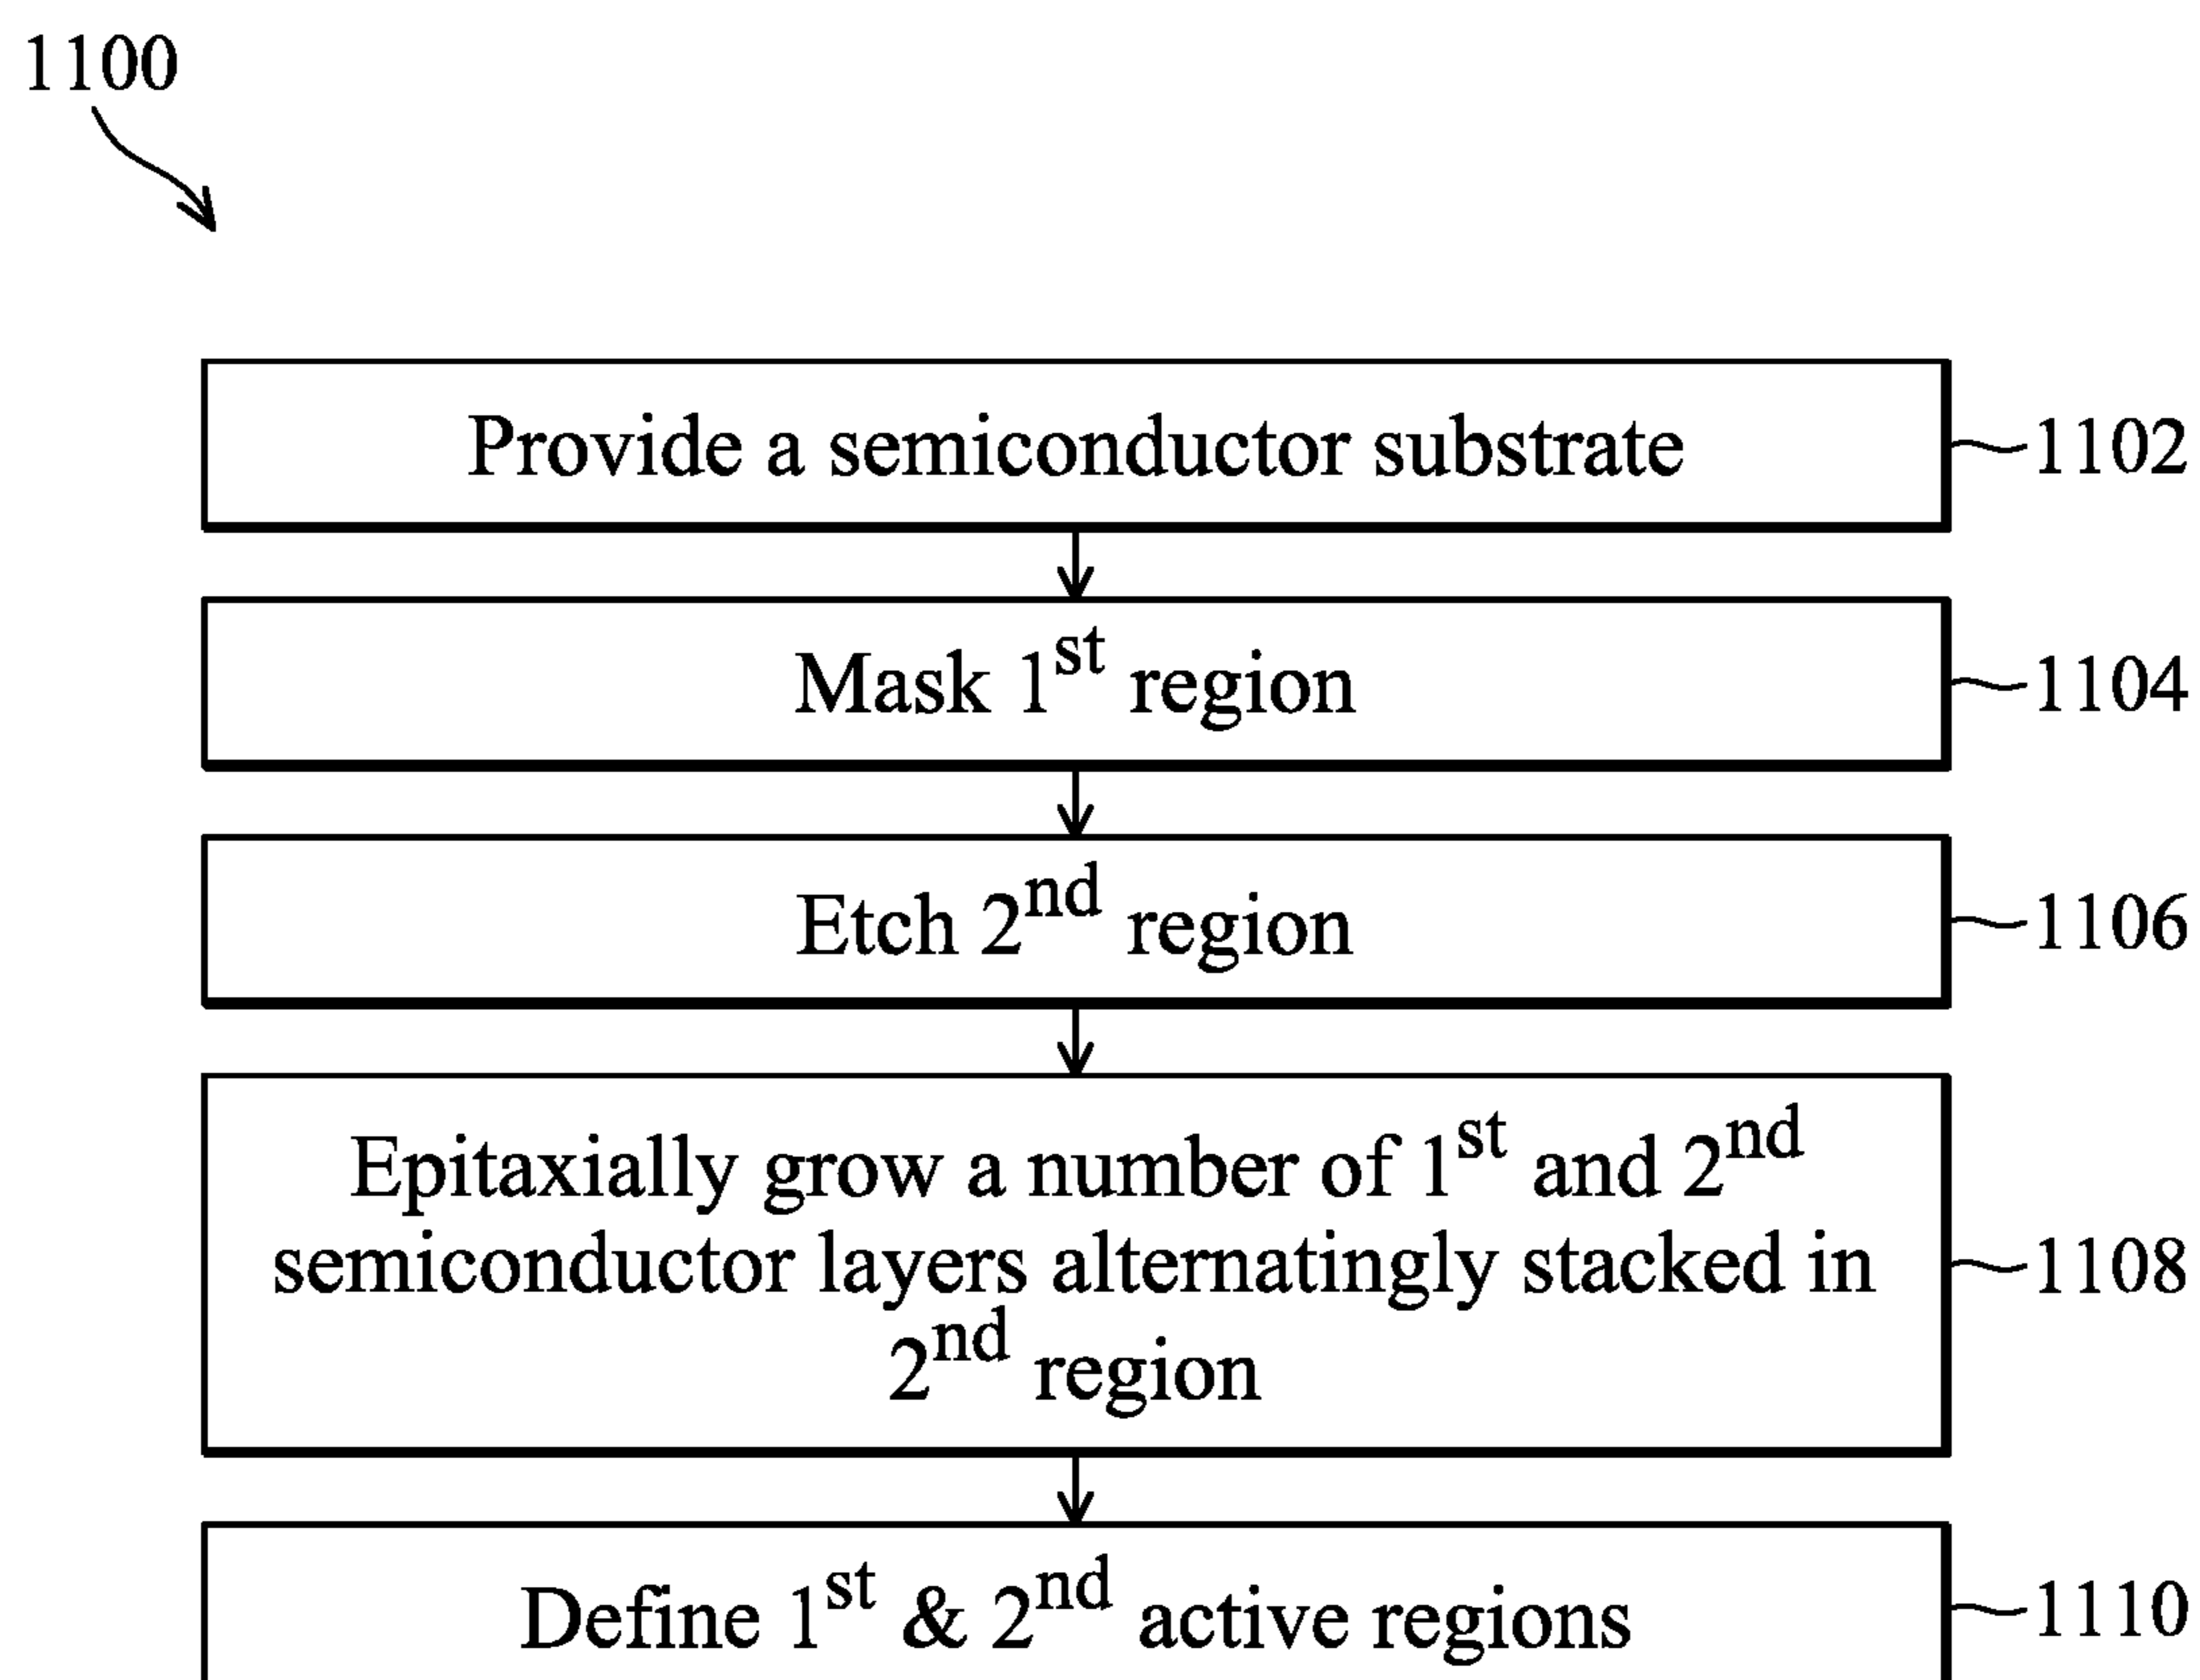 1100
Provide a semiconductor substrate
1102
Mask 1st region
1104
Etch 2nd region
1106
Epitaxially grow a number of 1st and 2nd
semiconductor layers alternatingly stacked in
2nd region
1108
Define 1st & 2nd active regions
1110